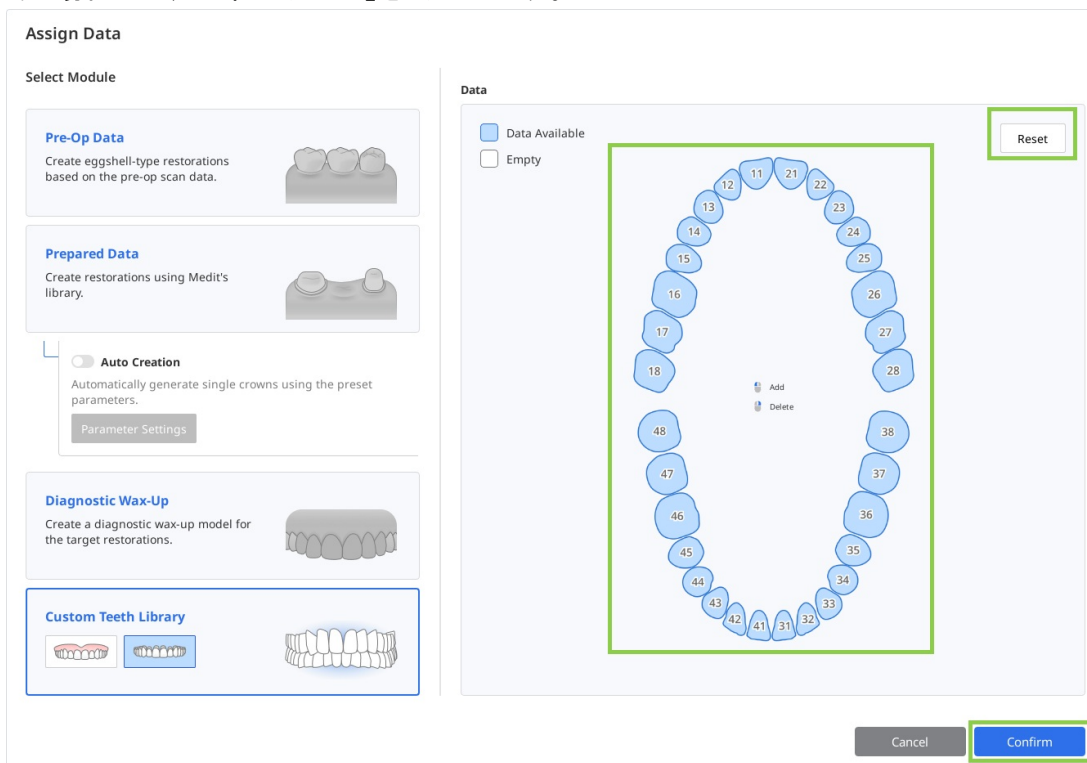 Assign Data
Select Module
Pre-Op Data
Create eggshell-type restorations
based on the pre-op scan data.
Prepared Data
Create restorations using Medit's
library.
Auto Creation
Automatically generate single crowns using the preset
parameters.
Parameter Settings
Diagnostic Wax-Up
Create a diagnostic wax-up model for
the target restorations.
Custom Teeth Library
Data
Data Available
Empty
Reset
11 21
12 22
13 23
14 24
15 25
16 26
17 27
18 28
Add
Delete
48 38
47 37
46 36
45 35
44 34
43 33
42 41 31 32
Cancel
Confirm